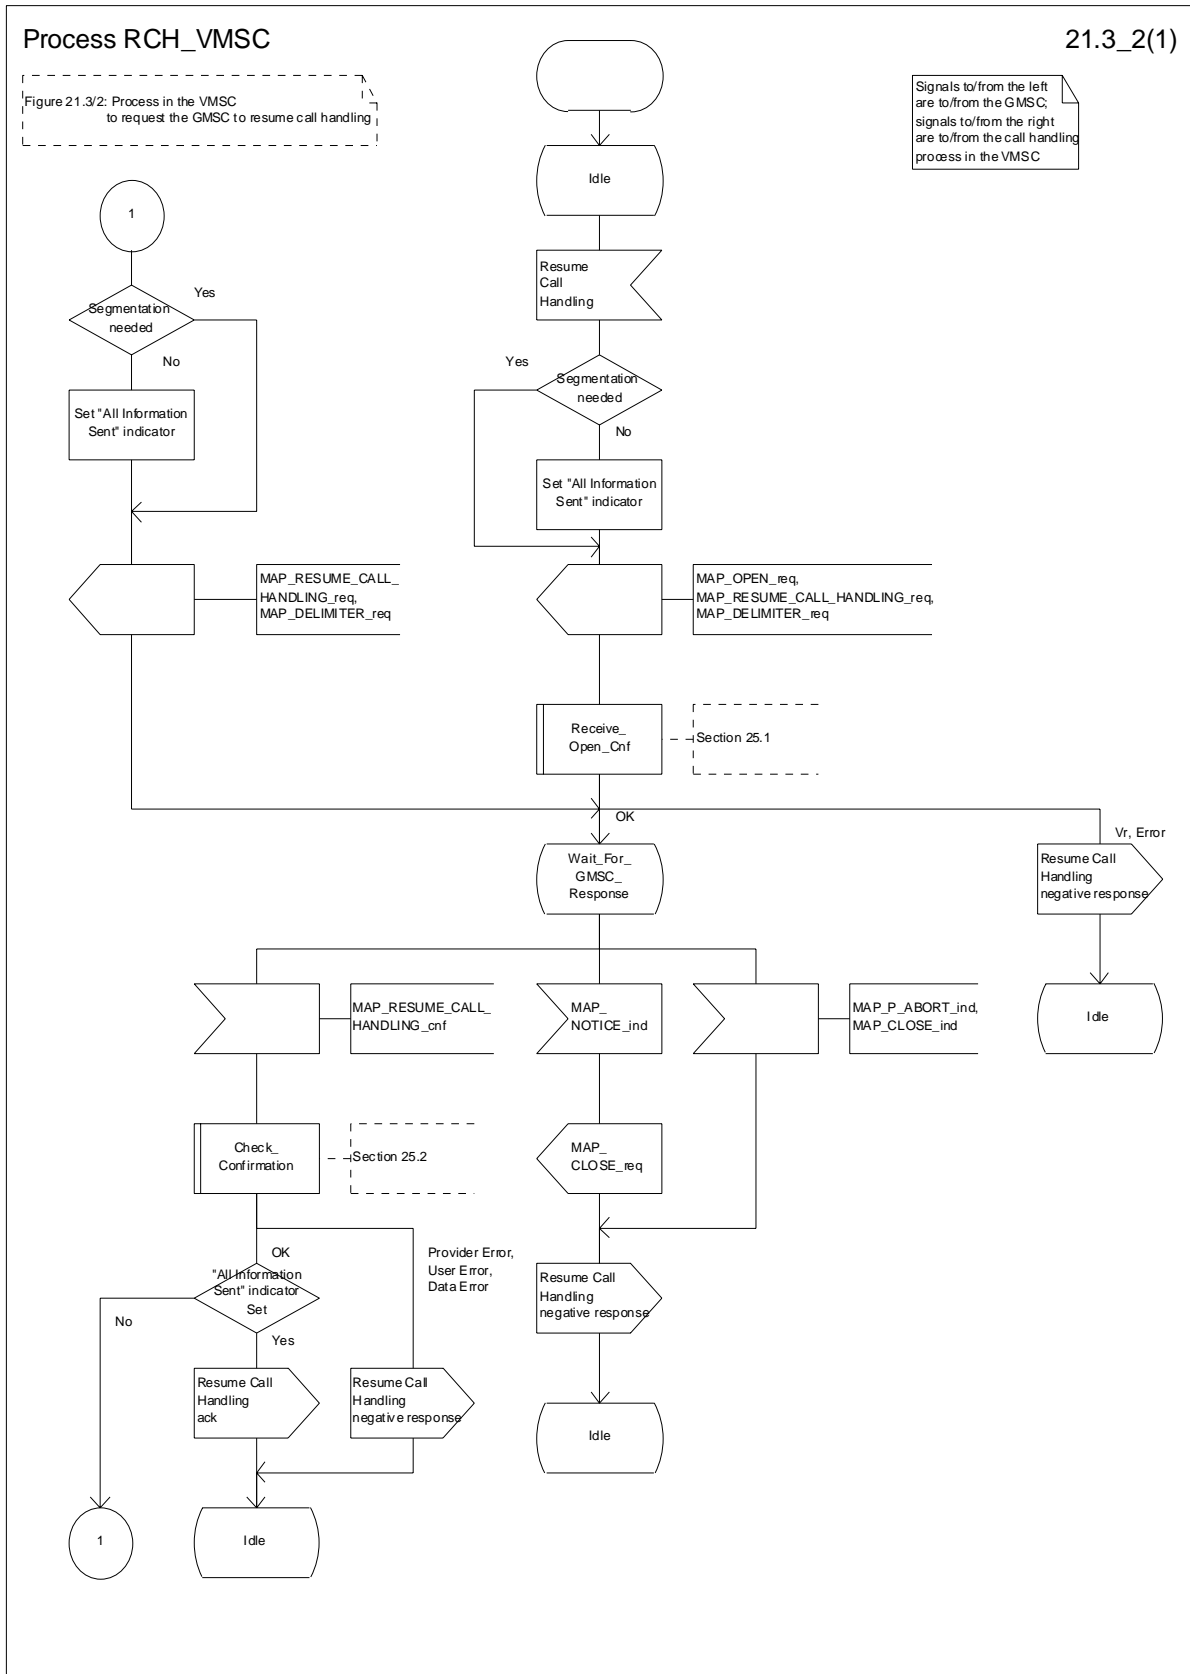 Process RCH_VMSC
21.3_2(1)
Figure 21.3/2: Process in the VMSC
to request the GMSC to resume call handling
Signals to/from the left
are to/from the GMSC;
signals to/from the right
are to/from the call handling
process in the VMSC
Idle
1
Resume
Call
Handling
Segmentation
needed
Yes
No
Set "All Information
Sent" indicator
Yes
Segmentation
needed
No
Set "All Information
Sent" indicator
MAP_RESUME_CALL_
HANDLING_req,
MAP_DELIMITER_req
MAP_OPEN_req,
MAP_RESUME_CALL_HANDLING_req,
MAP_DELIMITER_req
Receive_
Open_Cnf
Section 25.1
OK
Vr, Error
Wait_For_
GMSC_
Response
Resume Call
Handling
negative response
MAP_RESUME_CALL_
HANDLING_cnf
MAP_
NOTICE_ind
MAP_P_ABORT_ind,
MAP_CLOSE_ind
Idle
Check_
Confirmation
Section 25.2
MAP_
CLOSE_req
OK
Provider Error,
User Error,
Data Error
"All Information
Sent" indicator
Set
No
Yes
Resume Call
Handling
negative response
Resume Call
Handling
ack
Resume Call
Handling
negative response
Idle
1
Idle